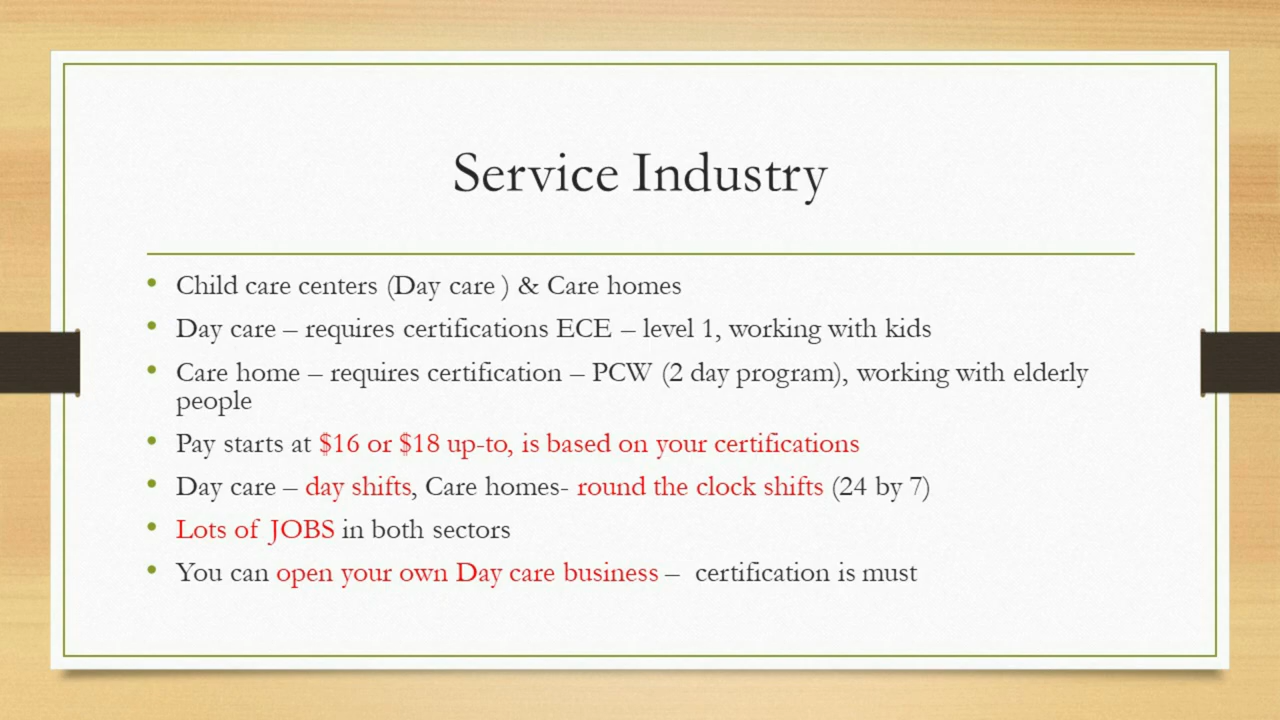 Service Industry
• Child care centers (Day care ) & Care homes
• Day care – requires certifications ECE – level 1, working with kids
• Care home – requires certification – PCW (2 day program), working with elderly
people
• Pay starts at $16 or $18 up-to, is based on your certifications
• Day care – day shifts, Care homes- round the clock shifts (24 by 7)
• Lots of JOBS in both sectors
• You can open your own Day care business –  certification is must